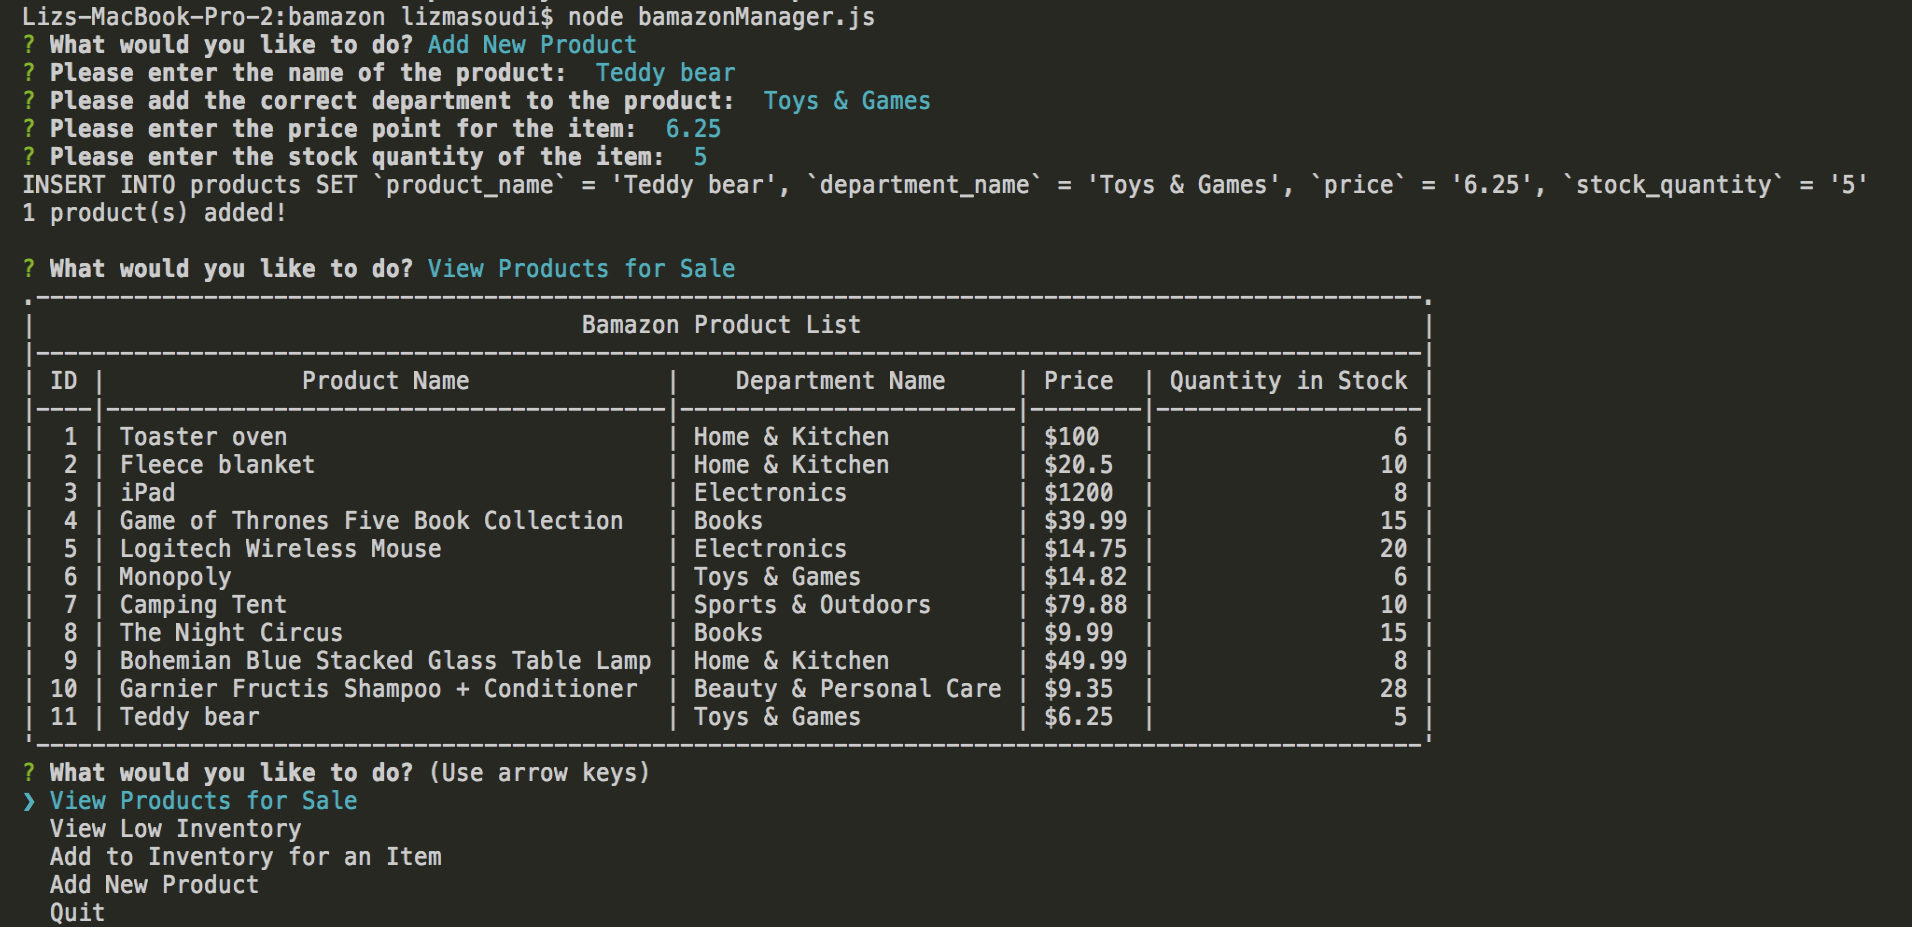 Lizs-MacBook-Pro-2:bamazon lizmasoudi$ node bamazonManager.js
? What would you like to do? Add New Product
? Please enter the name of the product:  Teddy bear
? Please add the correct department to the product:  Toys & Games
? Please enter the price point for the item:  6.25
? Please enter the stock quantity of the item:  5
INSERT INTO products SET `product_name` = 'Teddy bear', `department_name` = 'Toys & Games', `price` = '6.25', `stock_quantity` = '5'
1 product(s) added!
? What would you like to do? View Products for Sale
Bamazon Product List
| ID | Product Name | Department Name | Price | Quantity in Stock |
| 1 | Toaster oven | Home & Kitchen | $100 | 6 |
| 2 | Fleece blanket | Home & Kitchen | $20.5 | 10 |
| 3 | iPad | Electronics | $1200 | 8 |
| 4 | Game of Thrones Five Book Collection | Books | $39.99 | 15 |
| 5 | Logitech Wireless Mouse | Electronics | $14.75 | 20 |
| 6 | Monopoly | Toys & Games | $14.82 | 6 |
| 7 | Camping Tent | Sports & Outdoors | $79.88 | 10 |
| 8 | The Night Circus | Books | $9.99 | 15 |
| 9 | Bohemian Blue Stacked Glass Table Lamp | Home & Kitchen | $49.99 | 8 |
| 10 | Garnier Fructis Shampoo + Conditioner | Beauty & Personal Care | $9.35 | 28 |
| 11 | Teddy bear | Toys & Games | $6.25 | 5 |
? What would you like to do? (Use arrow keys)
❯ View Products for Sale
View Low Inventory
Add to Inventory for an Item
Add New Product
Quit